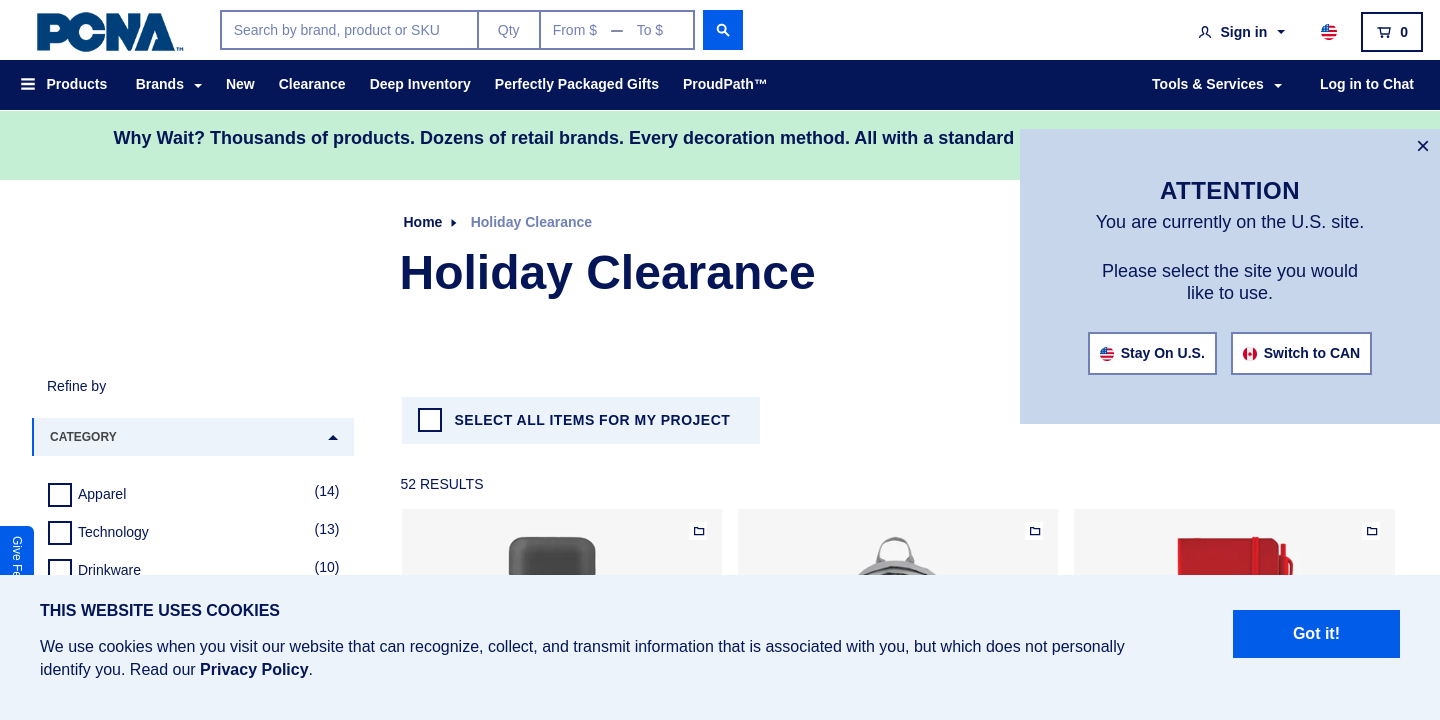 PCNA™
Search by brand, product or SKU Qty From $ — To $
Sign in 0
Products Brands New Clearance Deep Inventory Perfectly Packaged Gifts ProudPath™ Tools & Services Log in to Chat
Why Wait? Thousands of products. Dozens of retail brands. Every decoration method. All with a standard
ATTENTION
You are currently on the U.S. site.
Please select the site you would
like to use.
Stay On U.S. Switch to CAN
Home Holiday Clearance
Holiday Clearance
Refine by
SELECT ALL ITEMS FOR MY PROJECT
CATEGORY
52 RESULTS
Apparel (14)
Technology (13)
Drinkware (10)
Give Fe
THIS WEBSITE USES COOKIES
We use cookies when you visit our website that can recognize, collect, and transmit information that is associated with you, but which does not personally
identify you. Read our Privacy Policy.
Got it!